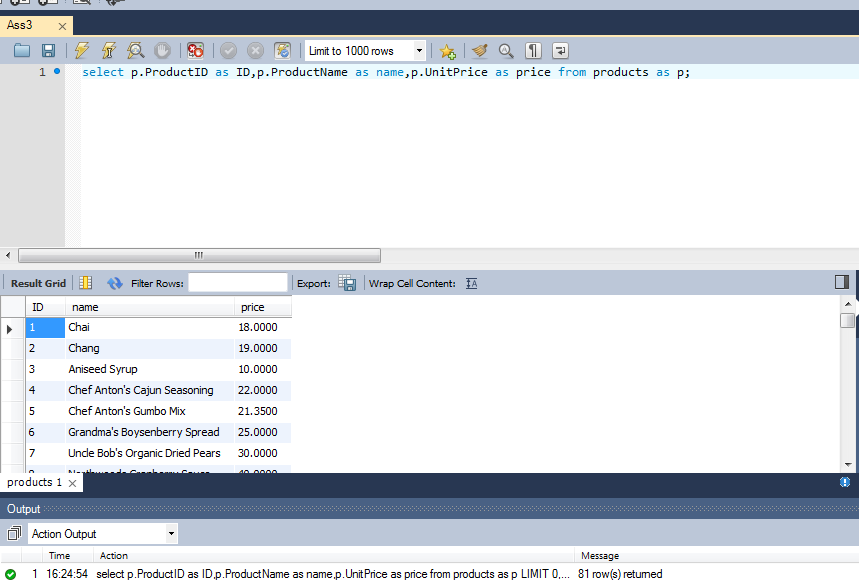 Ass3
Limit to 1000 rows
1 select p.ProductID as ID,p.ProductName as name,p.UnitPrice as price from products as p;
Result Grid Filter Rows: Export: Wrap Cell Content:
ID name price
1 Chai 18.0000
2 Chang 19.0000
3 Aniseed Syrup 10.0000
4 Chef Anton's Cajun Seasoning 22.0000
5 Chef Anton's Gumbo Mix 21.3500
6 Grandma's Boysenberry Spread 25.0000
7 Uncle Bob's Organic Dried Pears 30.0000
products 1
Output
Action Output
Time Action Message
1 16:24:54 select p.ProductID as ID,p.ProductName as name,p.UnitPrice as price from products as p LIMIT 0,... 81 row(s) returned